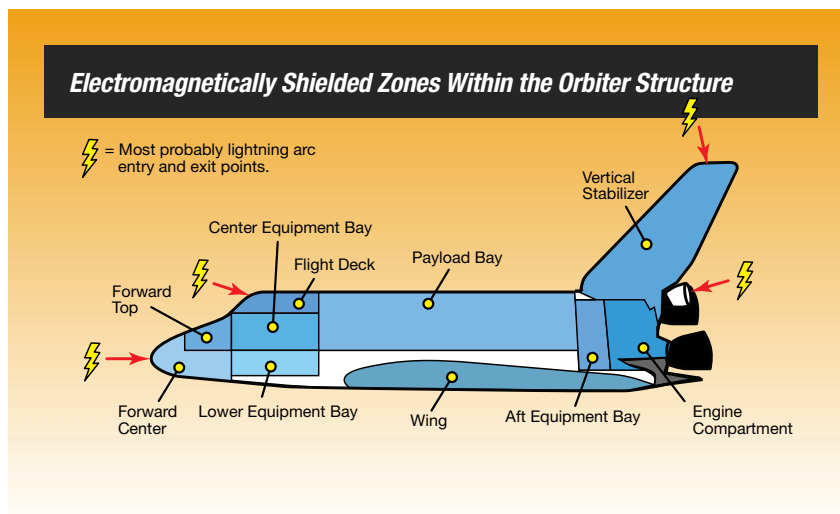 Electromagnetically Shielded Zones Within the Orbiter Structure
= Most probably lightning arc
entry and exit points.
Vertical
Stabilizer
Center Equipment Bay
Flight Deck
Payload Bay
Forward
Top
Forward
Center
Lower Equipment Bay
Wing
Aft Equipment Bay
Engine
Compartment